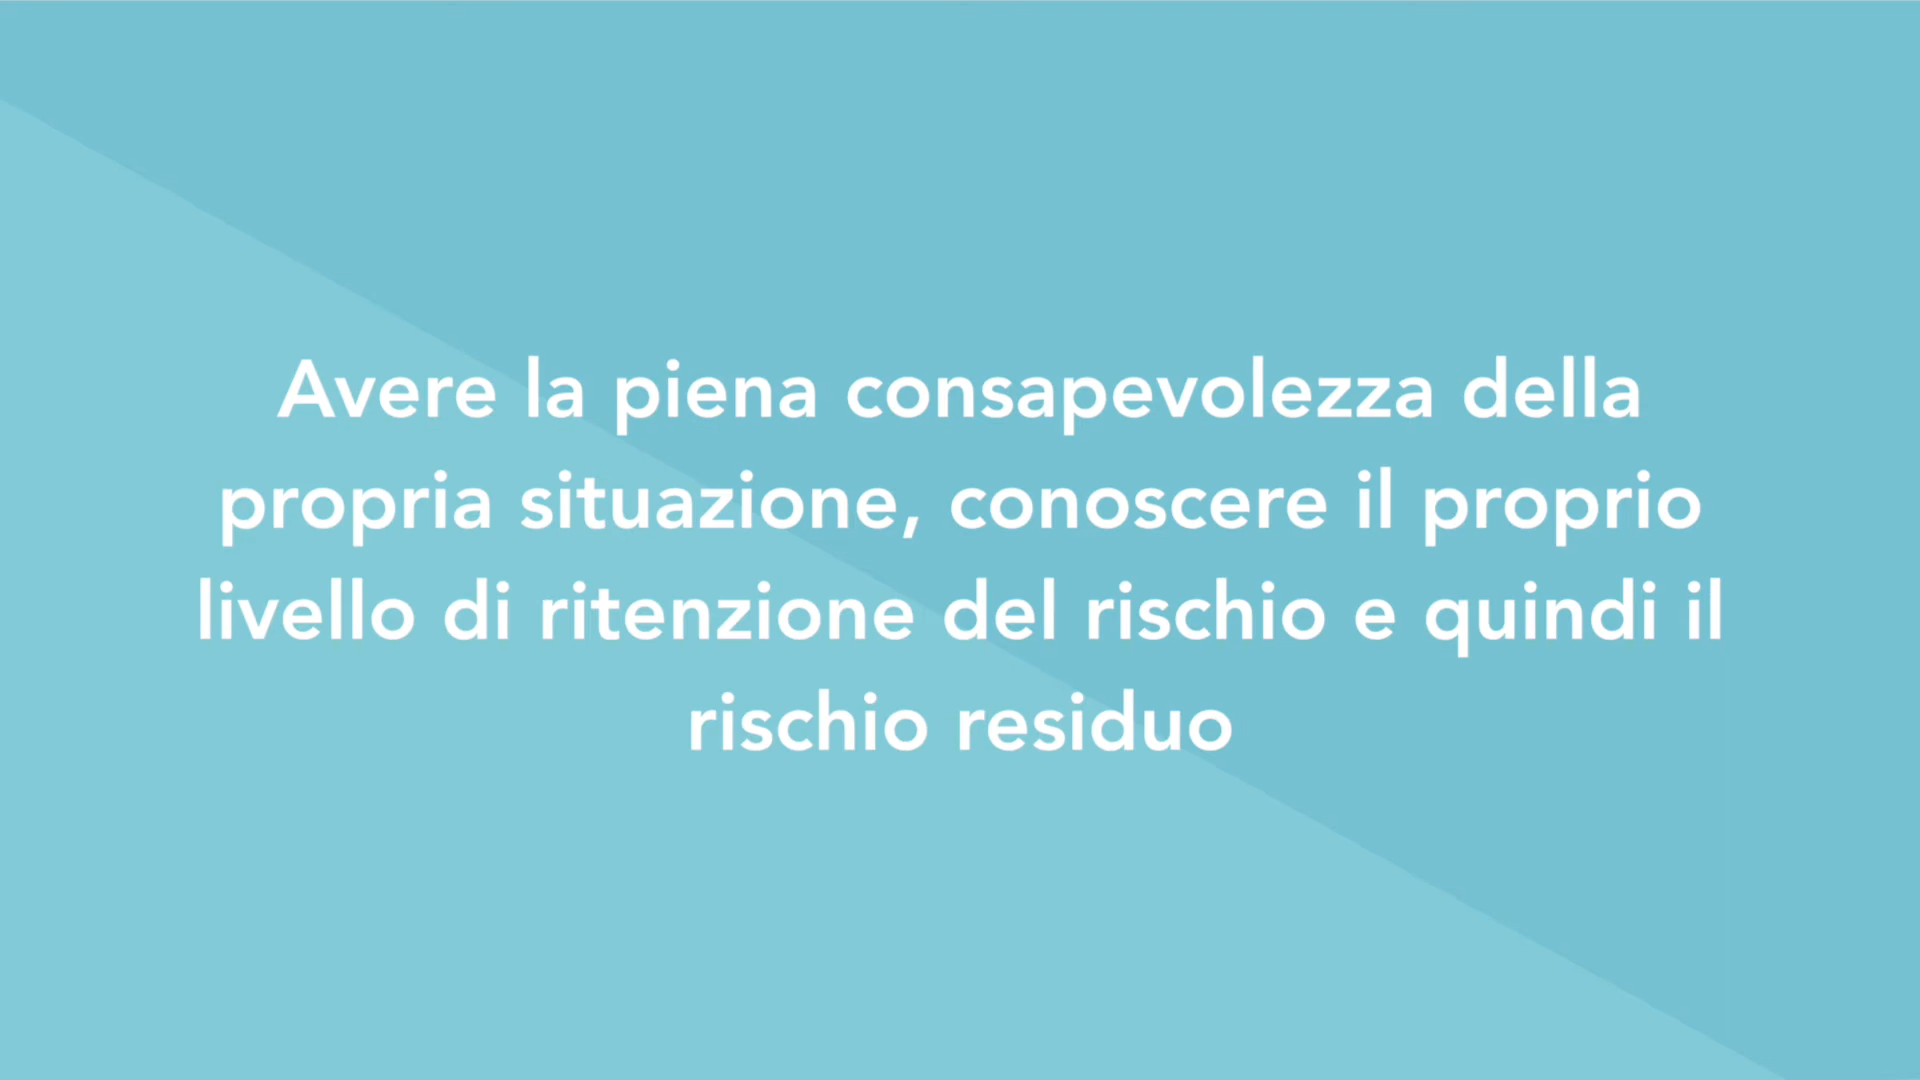 Avere la piena consapevolezza della
propria situazione, conoscere il proprio
livello di ritenzione del rischio e quindi il
rischio residuo